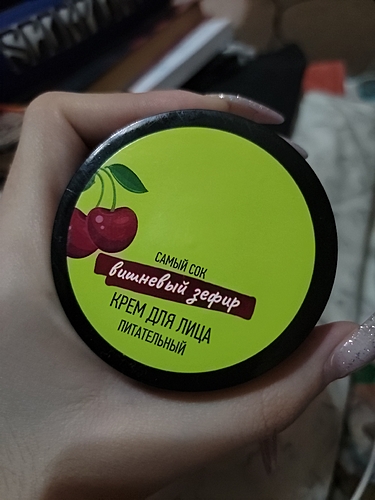 САМЫЙ СОК
вишневый зефир
КРЕМ ДЛЯ ЛИЦА
ПИТАТЕЛЬНЫЙ